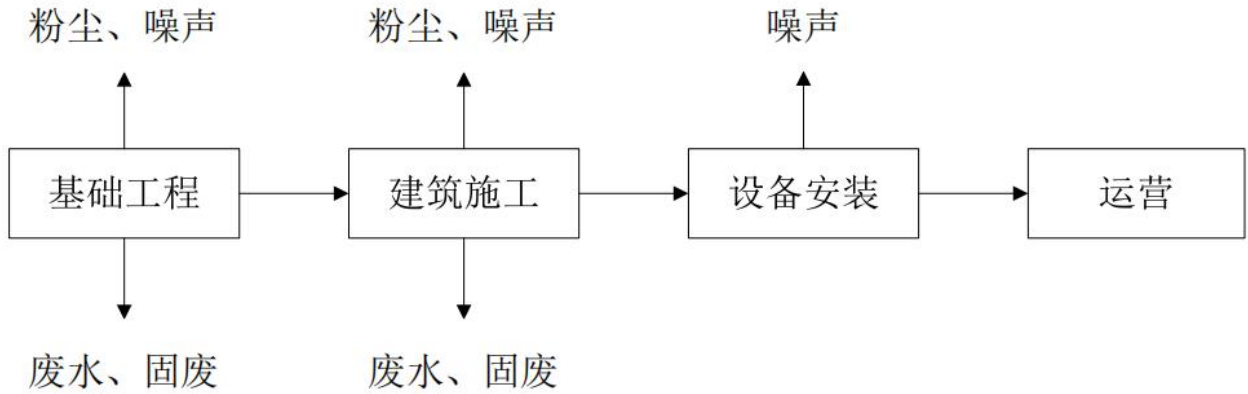 粉尘、噪声
粉尘、噪声
噪声
基础工程
建筑施工
设备安装
运营
废水、固废
废水、固废